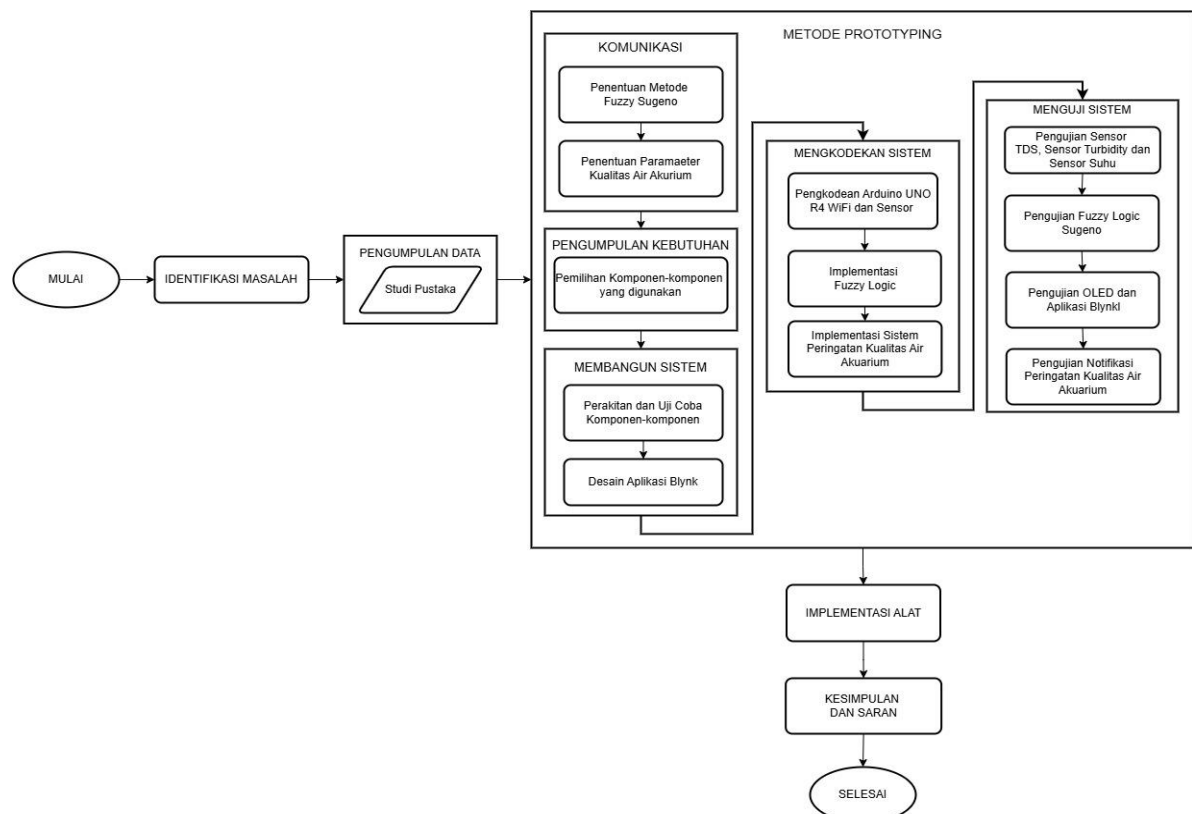 MULAI
IDENTIFIKASI MASALAH
PENGUMPULAN DATA
Studi Pustaka
METODE PROTOTYPING
KOMUNIKASI
Penentuan Metode
Fuzzy Sugeno
Penentuan Paramaeter
Kualitas Air Akurium
PENGUMPULAN KEBUTUHAN
Pemilihan Komponen-komponen
yang digunakan
MEMBANGUN SISTEM
Perakitan dan Uji Coba
Komponen-komponen
Desain Aplikasi Blynk
MENGKODEKAN SISTEM
Pengkodean Arduino UNO
R4 WiFi dan Sensor
Implementasi
Fuzzy Logic
Implementasi Sistem
Peringatan Kualitas Air
Akuarium
MENGUJI SISTEM
Pengujian Sensor
TDS, Sensor Turbidity dan
Sensor Suhu
Pengujian Fuzzy Logic
Sugeno
Pengujian OLED dan
Aplikasi Blynkl
Pengujian Notifikasi
Peringatan Kualitas Air
Akuarium
IMPLEMENTASI ALAT
KESIMPULAN
DAN SARAN
SELESAI